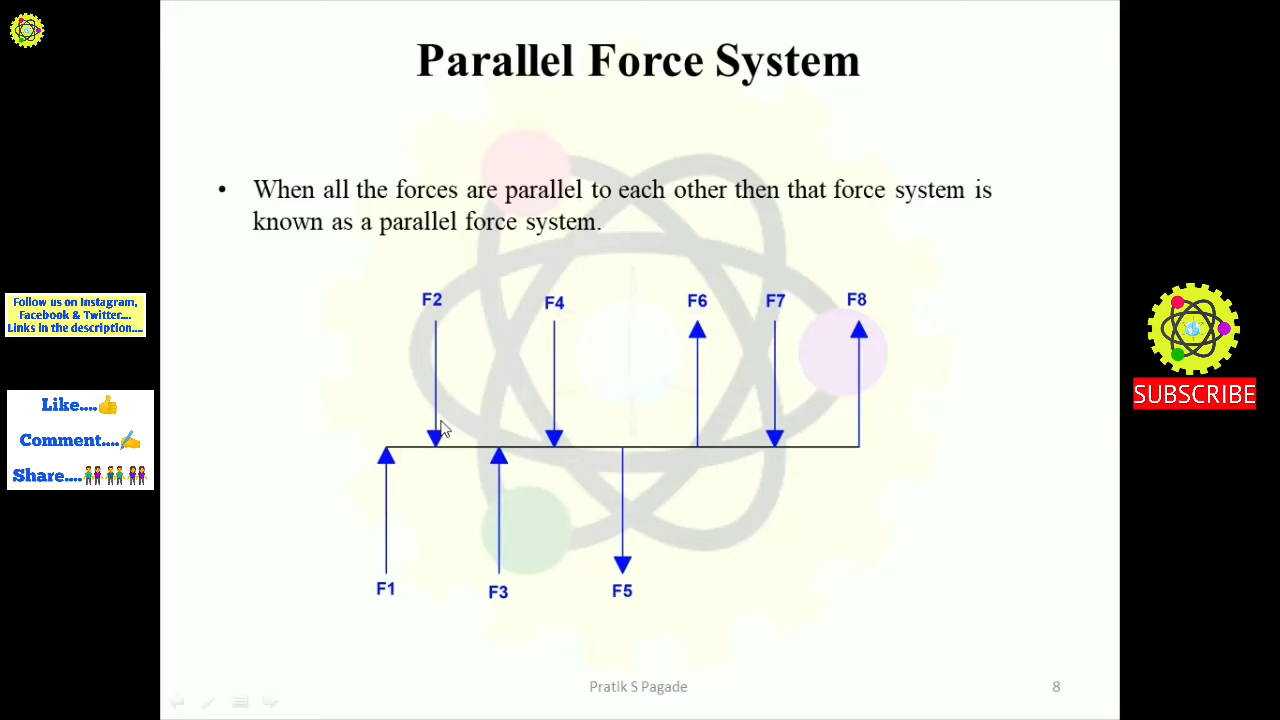 Parallel Force System
• When all the forces are parallel to each other then that force system is
known as a parallel force system.
F2
F4
F6
F7
F8
F1
F3
F5
Pratik S Pagade
8
Follow us on Instagram,
Facebook & Twitter....
Links in the description....
Like....👍
Comment....✍
Share....👬👫👭
SUBSCRIBE